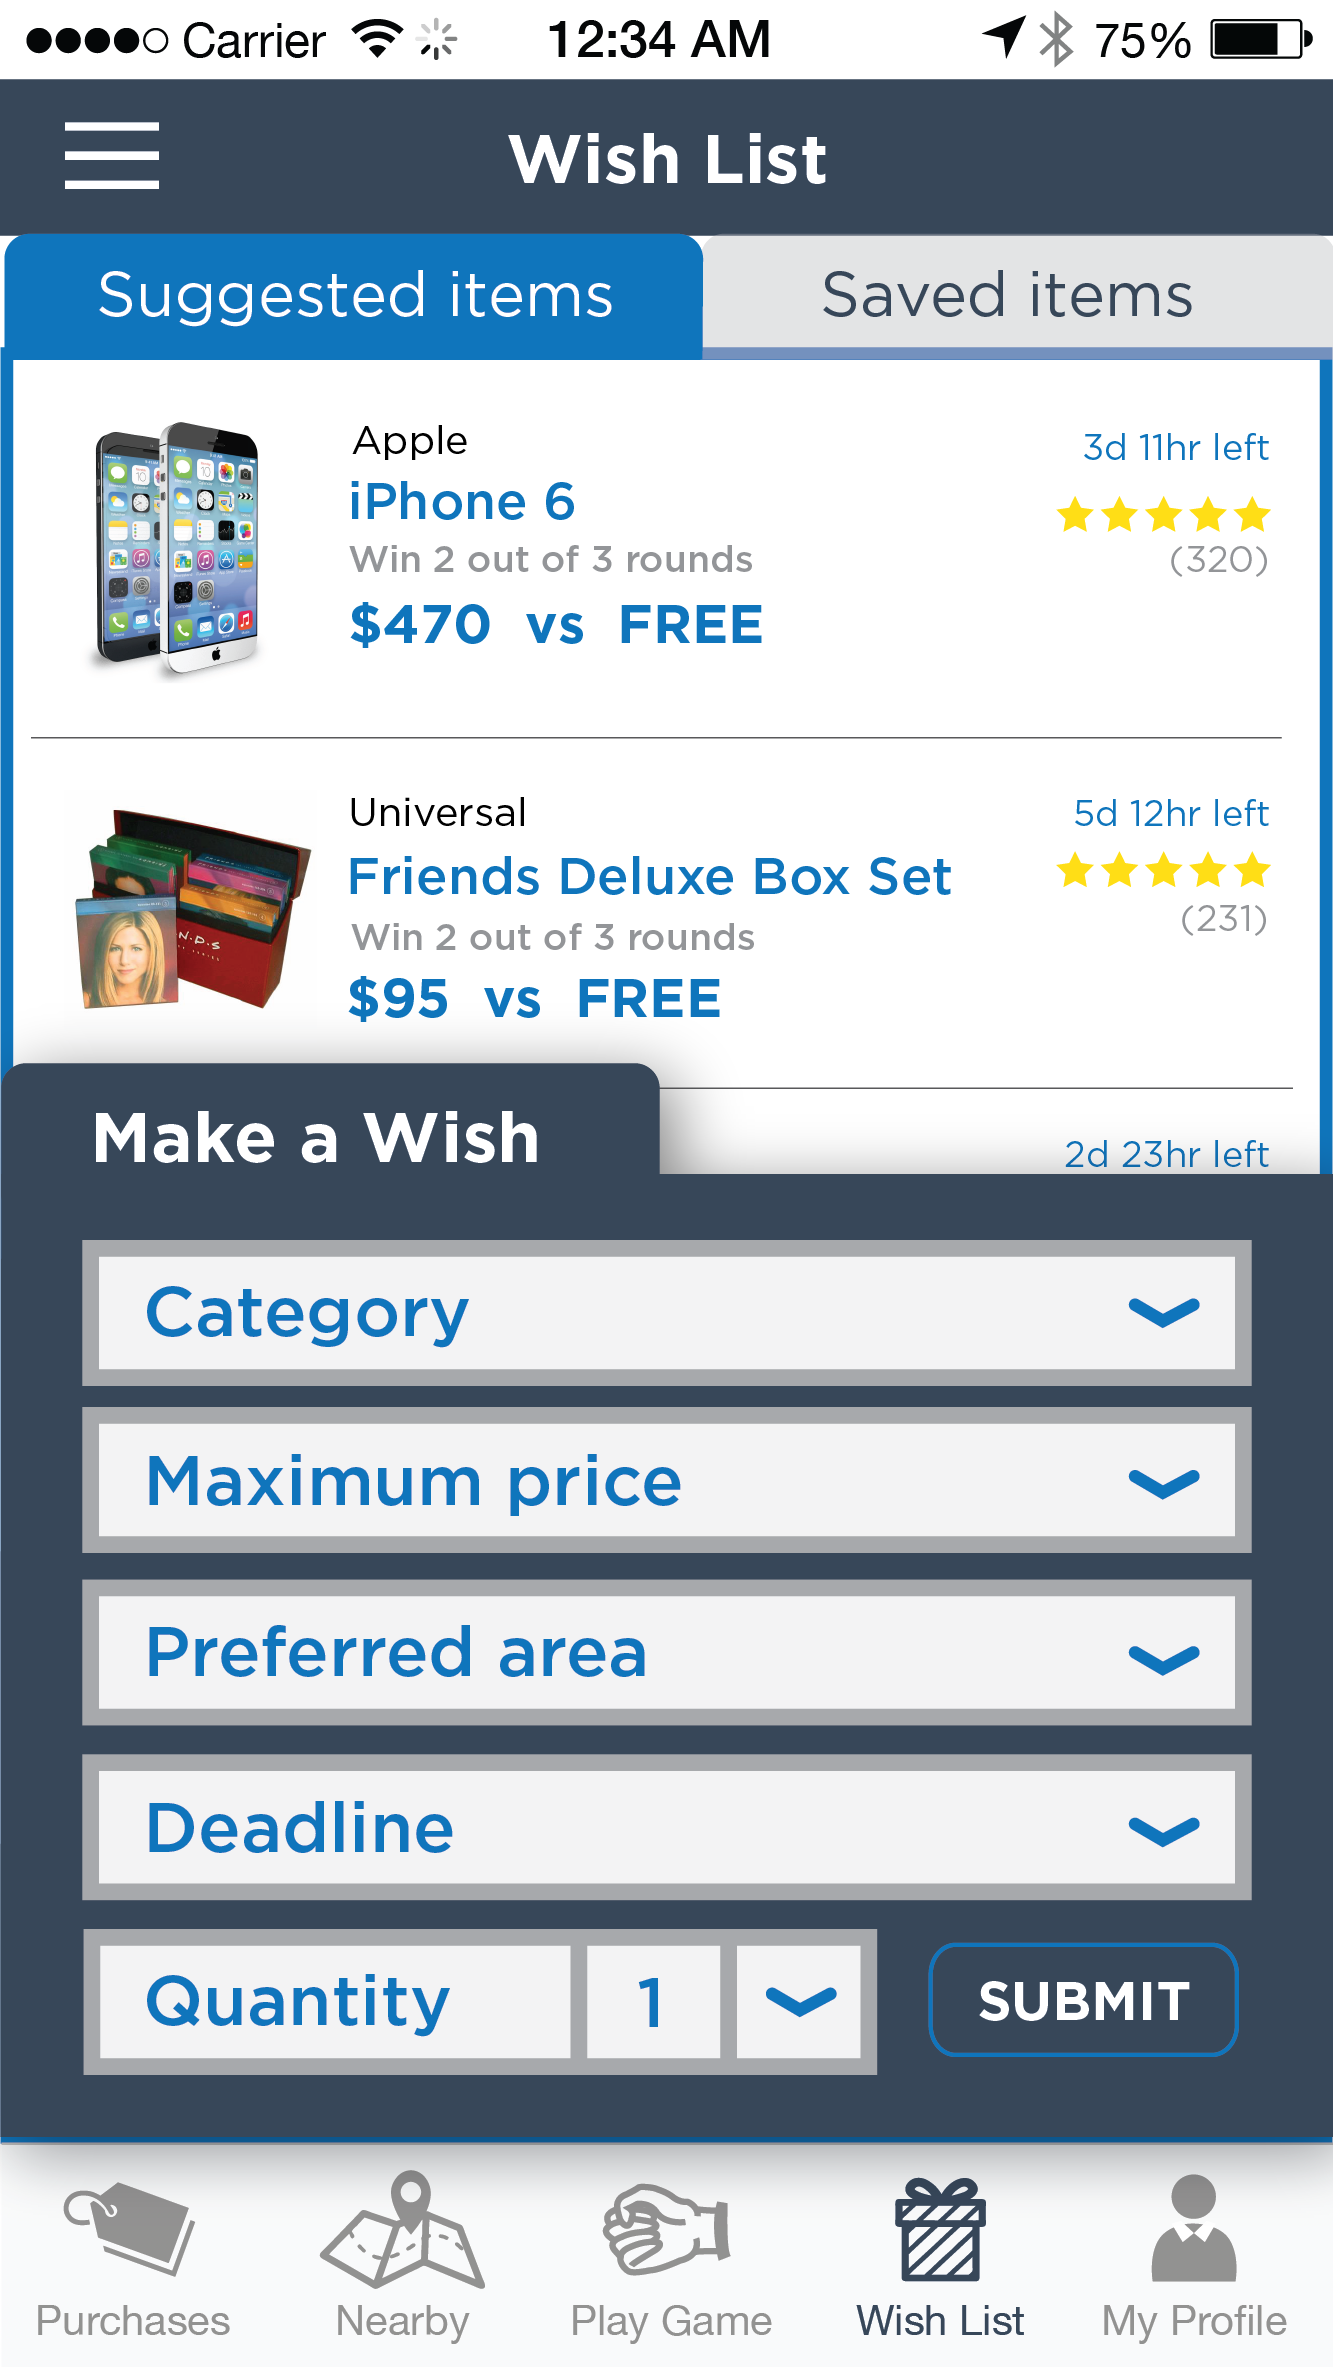 Carrier 12:34 AM 75%
Wish List
Suggested items Saved items
Apple
3d 11hr left
iPhone 6
Win 2 out of 3 rounds
(320)
$470 vs FREE
Universal
5d 12hr left
Friends Deluxe Box Set
Win 2 out of 3 rounds
(231)
$95 vs FREE
Make a Wish
2d 23hr left
Category
Maximum price
Preferred area
Deadline
Quantity 1
SUBMIT
Purchases Nearby Play Game Wish List My Profile